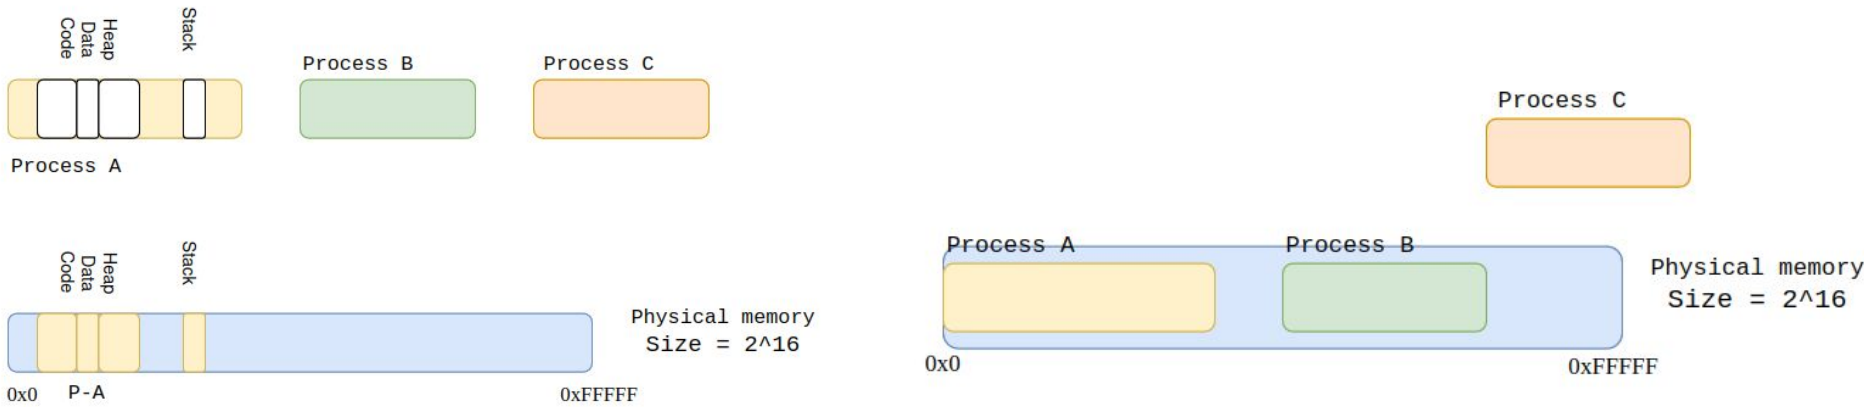 Code
Data
Heap
Stack
Process A
Process B
Process C
Code
Data
Heap
Stack
Physical memory
Size = 2^16
0x0
P-A
0xFFFFF
Process C
Process A
Process B
Physical memory
Size = 2^16
0x0
0xFFFFF